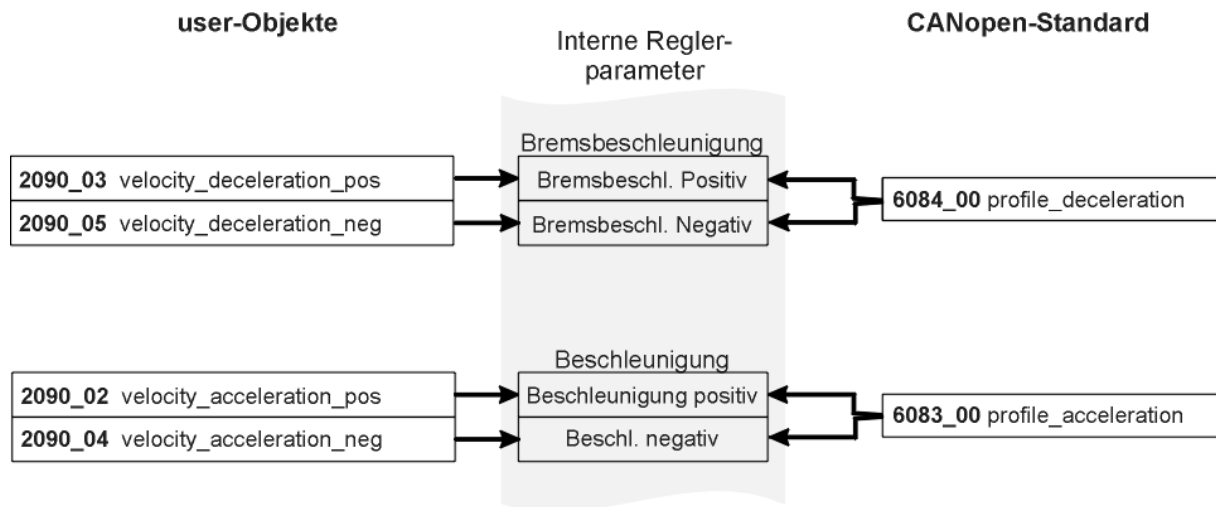 user-Objekte
Interne Regler-
parameter
CANopen-Standard
Bremsbeschleunigung
2090_03 velocity_deceleration_pos
Bremsbeschl. Positiv
2090_05 velocity_deceleration_neg
Bremsbeschl. Negativ
6084_00 profile_deceleration
Beschleunigung
2090_02 velocity_acceleration_pos
Beschleunigung positiv
2090_04 velocity_acceleration_neg
Beschl. negativ
6083_00 profile_acceleration